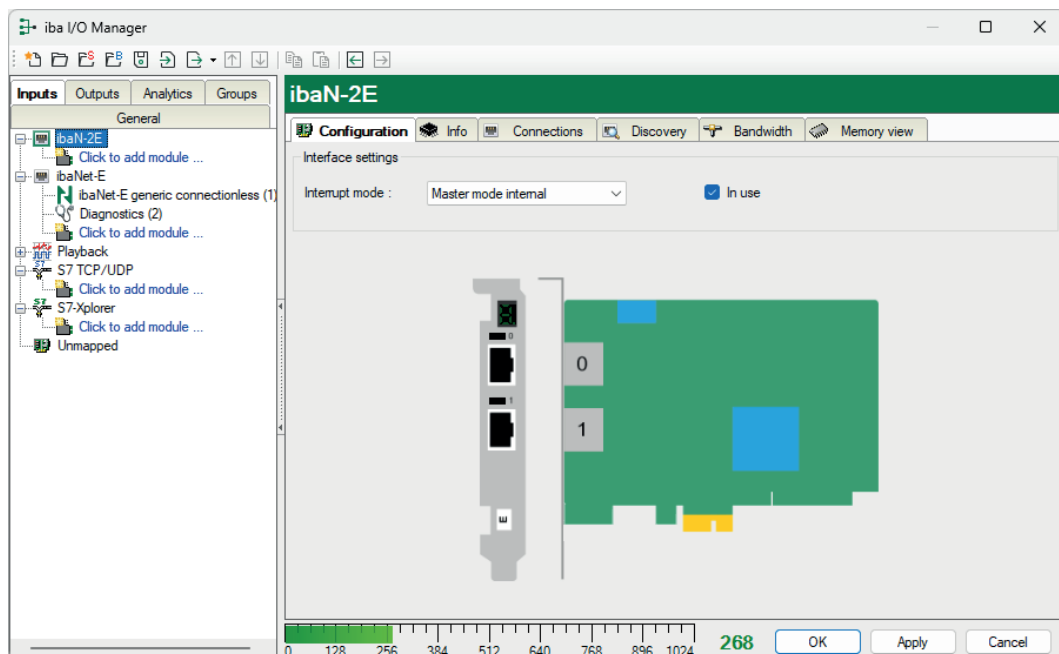 iba I/O Manager
Inputs Outputs Analytics Groups
General
ibaN-2E
Click to add module ...
ibaNet-E
ibaNet-E generic connectionless (1)
Diagnostics (2)
Click to add module ...
Playback
S7 TCP/UDP
Click to add module ...
S7-Xplorer
Click to add module ...
Unmapped
ibaN-2E
Configuration Info Connections Discovery Bandwidth Memory view
Interface settings
Interrupt mode : Master mode internal In use
0
0
1
1
E
0 128 256 384 512 640 768 896 1024
268 OK Apply Cancel